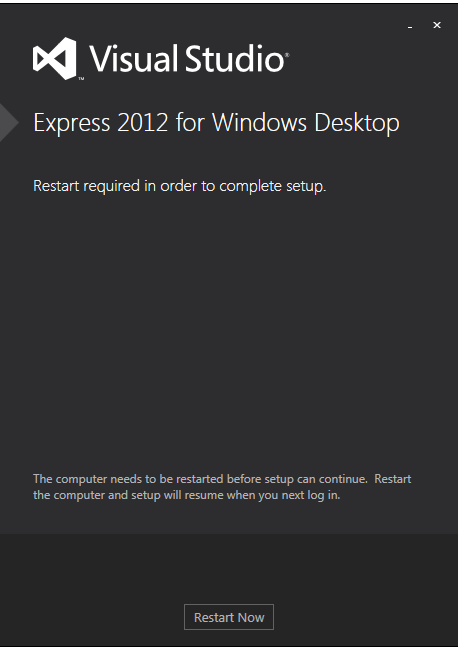 Visual Studio®
™
Express 2012 for Windows Desktop
Restart required in order to complete setup.
The computer needs to be restarted before setup can continue.  Restart
the computer and setup will resume when you next log in.
Restart Now